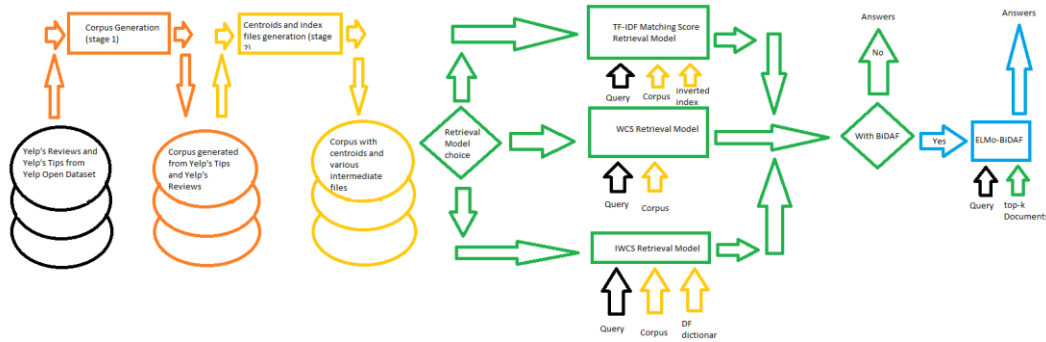 Corpus Generation
(stage 1)
Centroids and index
files generation (stage
2)
Yelp's Reviews and
Yelp's Tips from
Yelp Open Dataset
Corpus generated
from Yelp's Tips
and Yelp's
Reviews
Corpus with
centroids and
various
intermediate
files
Retrieval
Model
choice
TF-IDF Matching Score
Retrieval Model
Query
Corpus
inverted
index
WCS Retrieval Model
Query
Corpus
IWCS Retrieval Model
Query
Corpus
DF
dictionar
Answers
No
With BiDAF
Yes
Answers
ELMo-BiDAF
Query
top-k
Documents